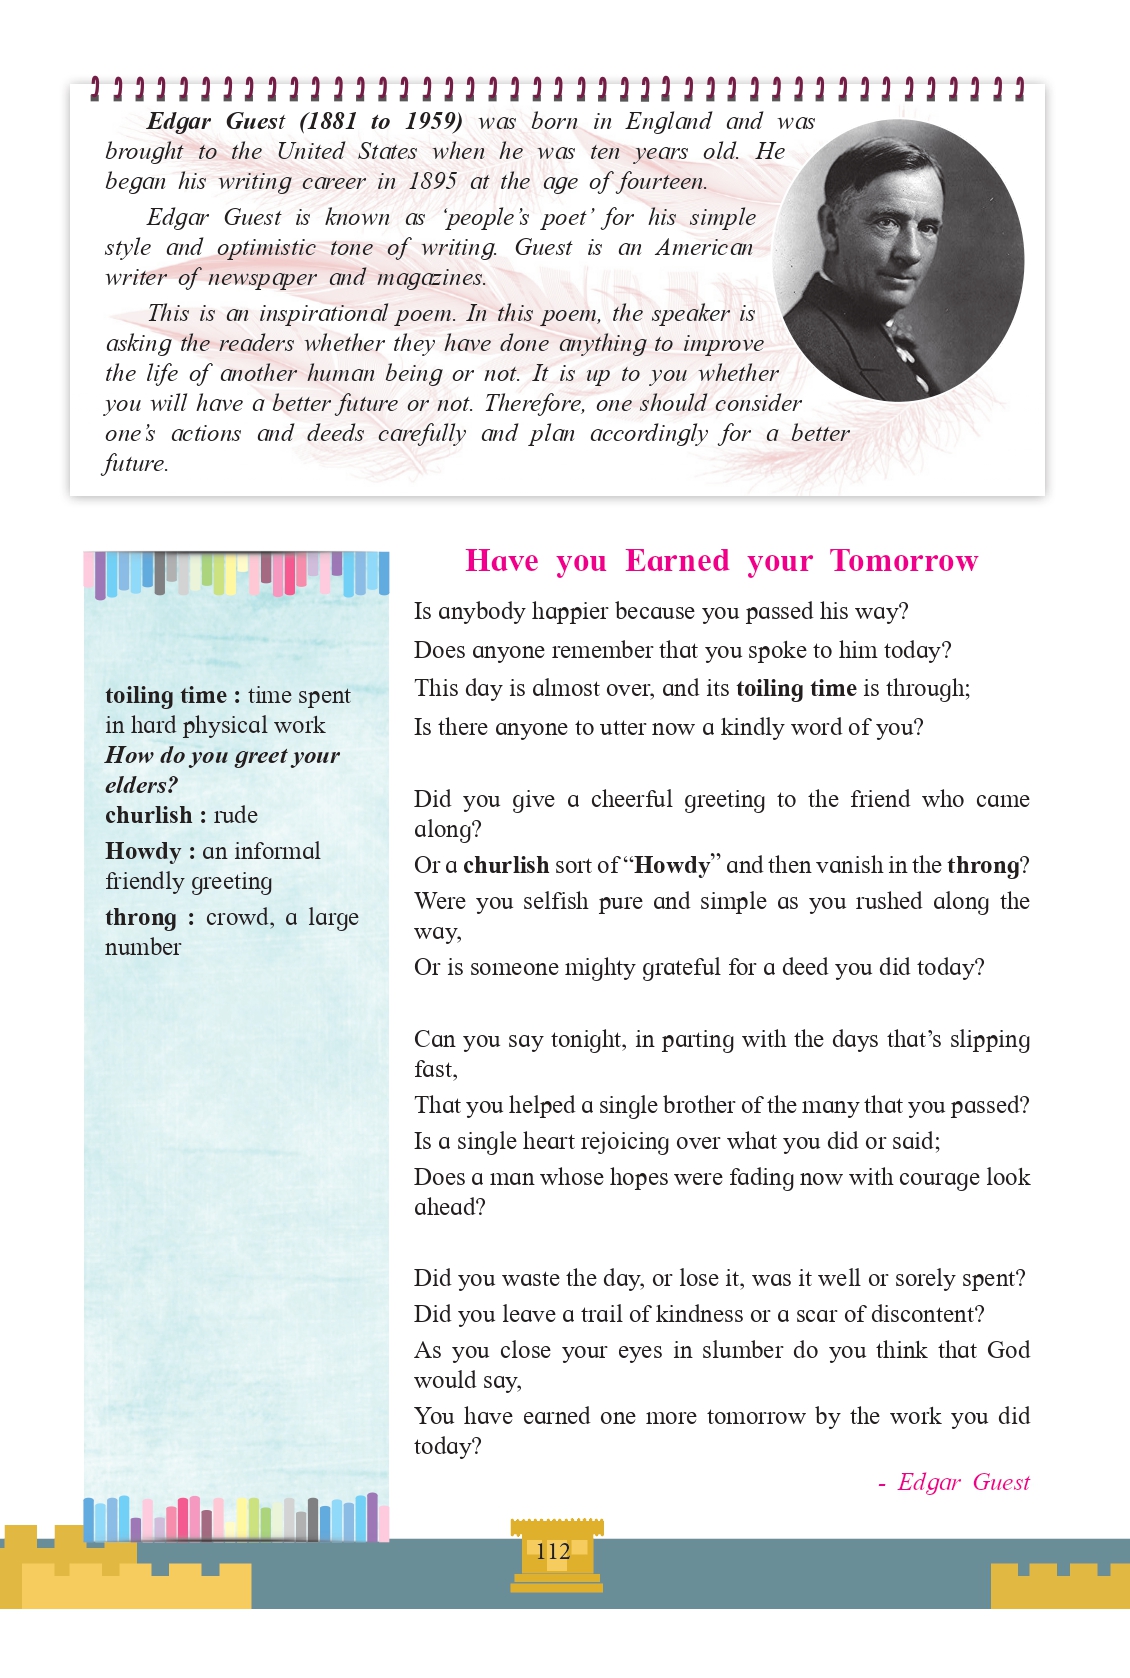 Edgar Guest (1881 to 1959) was born in England and was
brought to the United States when he was ten years old. He
began his writing career in 1895 at the age of fourteen.
Edgar Guest is known as ‘people’s poet’ for his simple
style and optimistic tone of writing. Guest is an American
writer of newspaper and magazines.
This is an inspirational poem. In this poem, the speaker is
asking the readers whether they have done anything to improve
the life of another human being or not. It is up to you whether
you will have a better future or not. Therefore, one should consider
one’s actions and deeds carefully and plan accordingly for a better
future.
toiling time : time spent
in hard physical work
How do you greet your
elders?
churlish : rude
Howdy : an informal
friendly greeting
throng : crowd, a large
number
Have you Earned your Tomorrow
Is anybody happier because you passed his way?
Does anyone remember that you spoke to him today?
This day is almost over, and its toiling time is through;
Is there anyone to utter now a kindly word of you?
Did you give a cheerful greeting to the friend who came
along?
Or a churlish sort of “Howdy” and then vanish in the throng?
Were you selfish pure and simple as you rushed along the
way,
Or is someone mighty grateful for a deed you did today?
Can you say tonight, in parting with the days that’s slipping
fast,
That you helped a single brother of the many that you passed?
Is a single heart rejoicing over what you did or said;
Does a man whose hopes were fading now with courage look
ahead?
Did you waste the day, or lose it, was it well or sorely spent?
Did you leave a trail of kindness or a scar of discontent?
As you close your eyes in slumber do you think that God
would say,
You have earned one more tomorrow by the work you did
today?
- Edgar Guest
112